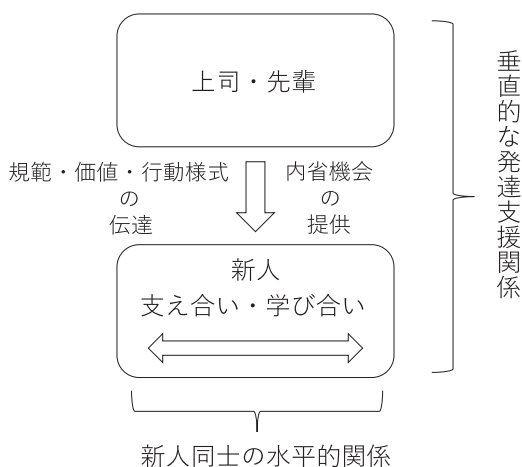 上司・先輩
規範・価値・行動様式
の
伝達
内省機会
の
提供
新人
支え合い・学び合い
垂直的な発達支援関係
新人同士の水平的関係